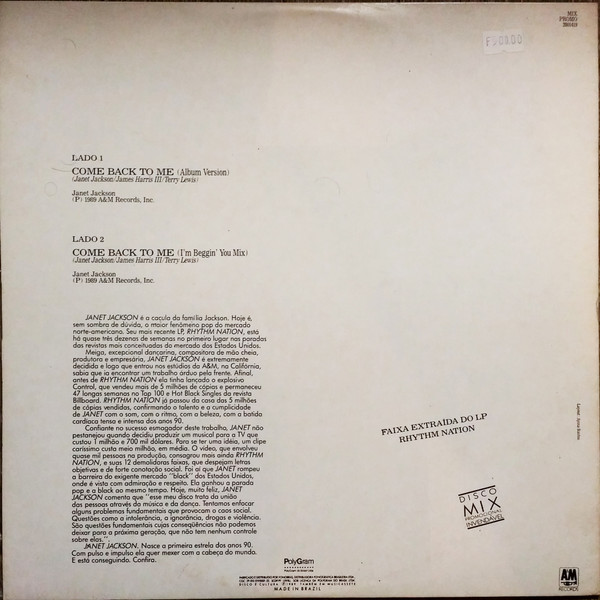 MIX
PROMO
LADO 1
COME BACK TO ME (Album Version)
(Janet Jackson/James Harris III/Terry Lewis)
Janet Jackson
(P) 1989 A&M Records, Inc.
LADO 2
COME BACK TO ME (I'm Beggin' You Mix)
(Janet Jackson/James Harris III/Terry Lewis)
Janet Jackson
(P) 1989 A&M Records, Inc.
JANET JACKSON é a caçula da família Jackson. Hoje é,
sem sombra de dúvida, o maior fenômeno pop do mercado
norte-americano. Seu mais recente LP, RHYTHM NATION, está
há quase três dezenas de semanas no primeiro lugar nas paradas
das revistas mais conceituadas do mercado dos Estados Unidos.
Meiga, excepcional dançarina, compositora de mão cheia,
produtora e empresária, JANET JACKSON é extremamente
decidida e logo que entrou nos estúdios da A&M, na Califórnia,
sabia que ia encontrar um trabalho árduo pela frente. Afinal,
antes de RHYTHM NATION ela tinha lançado o explosivo
Control, que vendeu mais de 5 milhões de cópias e permaneceu
47 longas semanas no Top 100 e Hot Black Singles da revista
Billboard. RHYTHM NATION já passou da casa dos 5 milhões
de cópias vendidas, confirmando o talento e a cumplicidade
de JANET com o som, com o ritmo, com a beleza, com a batida
cardíaca tensa e intensa dos anos 90.
Confiante no sucesso esmagador deste trabalho, JANET não
pestanejou quando decidiu produzir um musical para a TV que
custou 1 milhão e 700 mil dólares. Para se ter uma idéia, um clipe
caríssimo custa meio milhão, em média. O vídeo, que envolveu
quase mil pessoas na produção, consagrou mais ainda RHYTHM
NATION, e suas 12 demolidoras faixas, que despejam letras
objetivas e de forte conotação social. Foi aí que JANET rompeu
a barreira do exigente mercado "black" dos Estados Unidos,
onde é vista com admiração e respeito. Ela ganhou a parada
pop e a black ao mesmo tempo. Hoje, muito feliz, JANET
JACKSON comenta que "esse meu disco trata da união
das pessoas através da música e da dança. Tentamos enfocar
alguns problemas fundamentais que provocam o caos social.
Questões como a intolerância, a ignorância, drogas e violência.
São questões fundamentais cujas conseqüências não podemos
deixar para a próxima geração, que não tem nenhum controle
sobre elas."
JANET JACKSON. Nasce a primeira estrela dos anos 90.
Com pulso e impulso ela quer mexer com a cabeça do mundo.
E está conseguindo. Confira.
FAIXA EXTRAÍDA DO LP
RHYTHM NATION
DISCO
MIX
PROMOCIONAL
INVENDÁVEL
PolyGram
MADE IN BRAZIL
AM
RECORDS